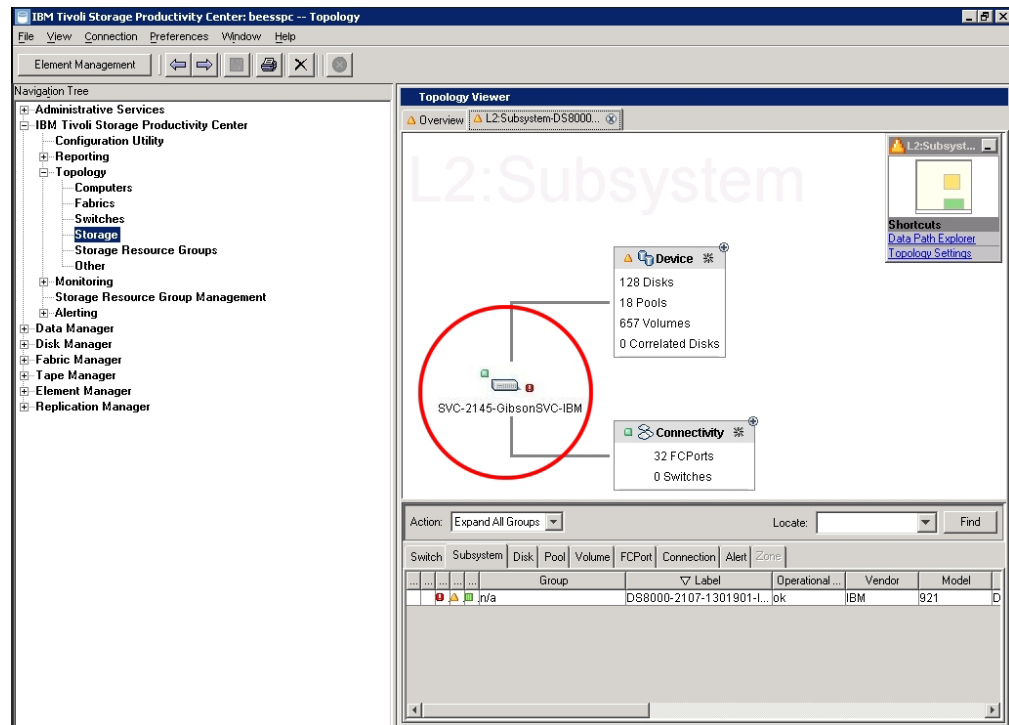 IBM Tivoli Storage Productivity Center: beesspc -- Topology
File View Connection Preferences Window Help
Element Management
Navigation Tree
Administrative Services
IBM Tivoli Storage Productivity Center
Configuration Utility
Reporting
Topology
Computers
Fabrics
Switches
Storage
Storage Resource Groups
Other
Monitoring
Storage Resource Group Management
Alerting
Data Manager
Disk Manager
Fabric Manager
Tape Manager
Element Manager
Replication Manager
Topology Viewer
Overview L2:Subsystem-DS8000...
L2:Subsystem
L2:Subsyst...
Shortcuts
Data Path Explorer
Topology Settings
Device
128 Disks
18 Pools
657 Volumes
0 Correlated Disks
SVC-2145-GibsonSVC-IBM
Connectivity
32 FCPorts
0 Switches
Action: Expand All Groups Locate: Find
Switch Subsystem Disk Pool Volume FCPort Connection Alert Zone
... ... ... ... ... Group Label Operational ... Vendor Model
n/a DS8000-2107-1301901-I... ok IBM 921 D